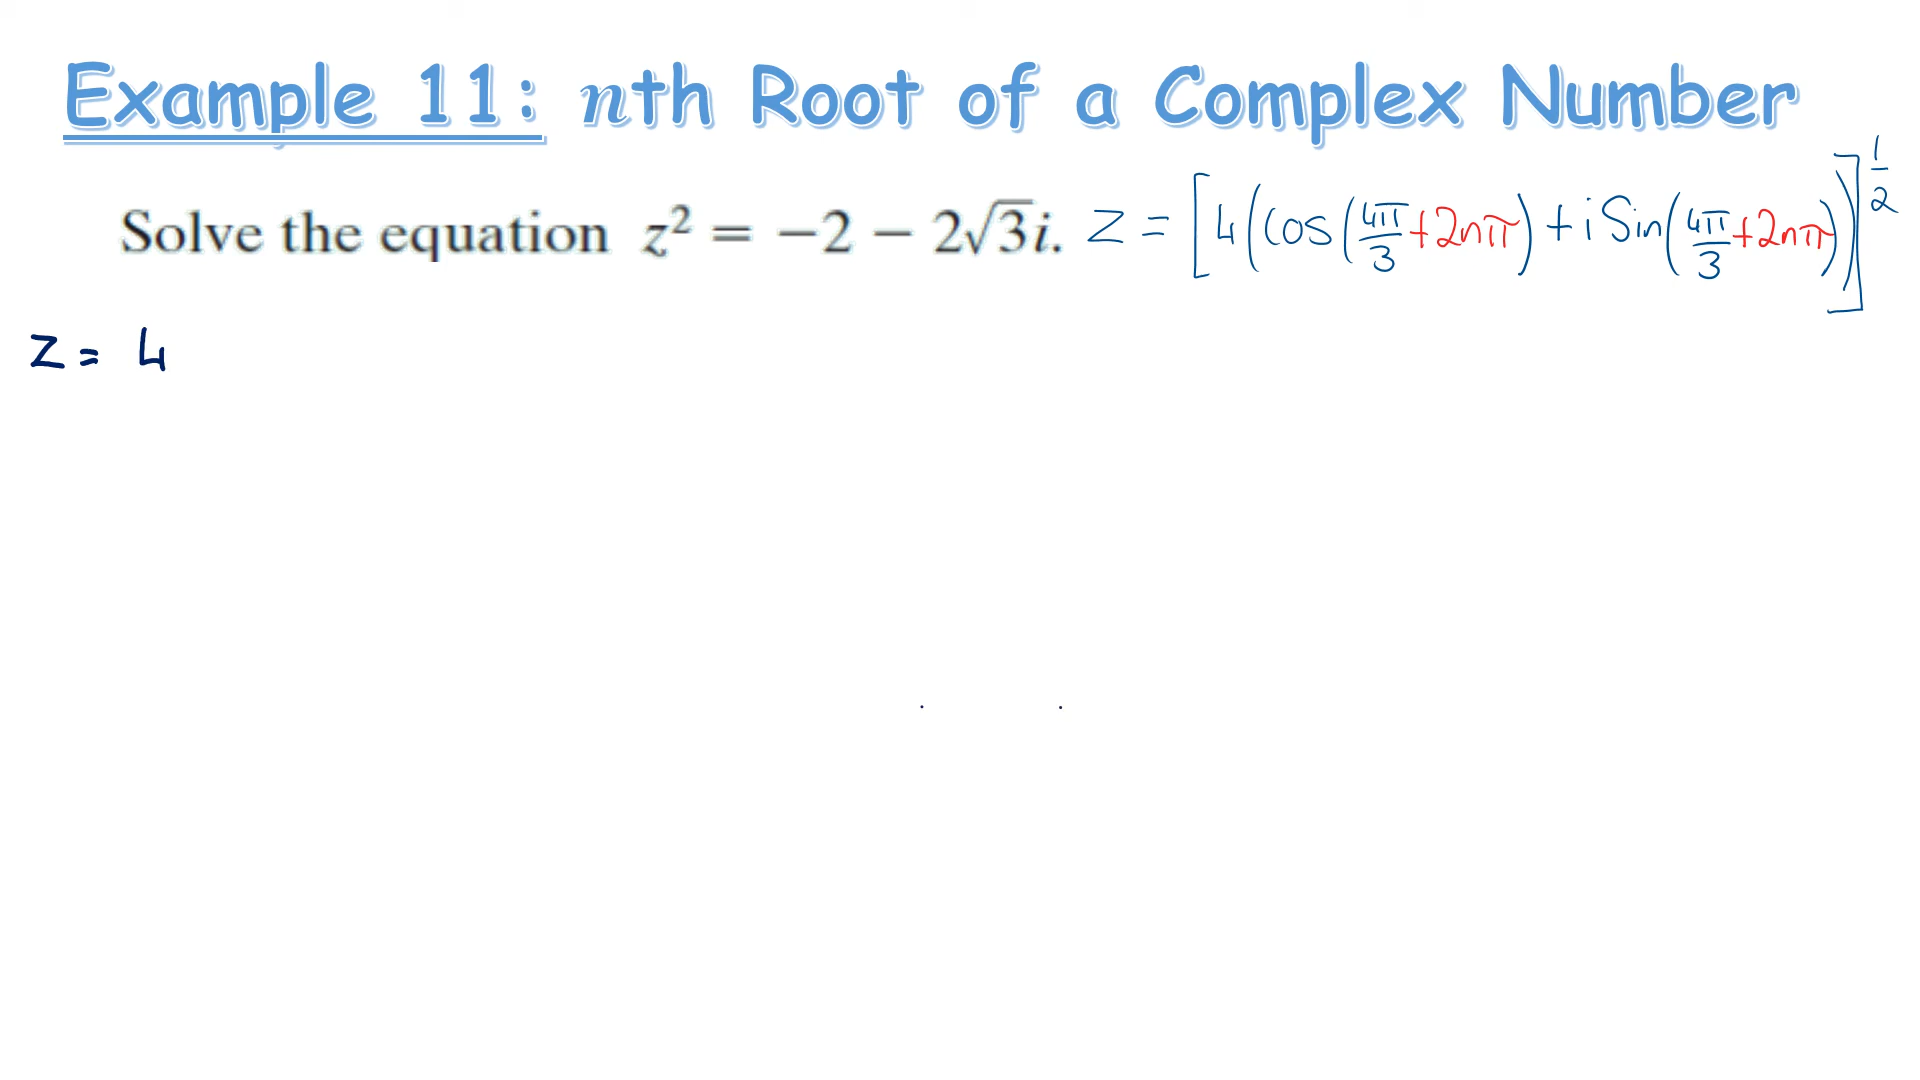 Example 11: nth Root of a Complex Number
Solve the equation z² = −2 − 2√3i. z = [4(cos(4π/3 + 2nπ) + i Sin(4π/3 + 2nπ))]^(1/2)
z = 4